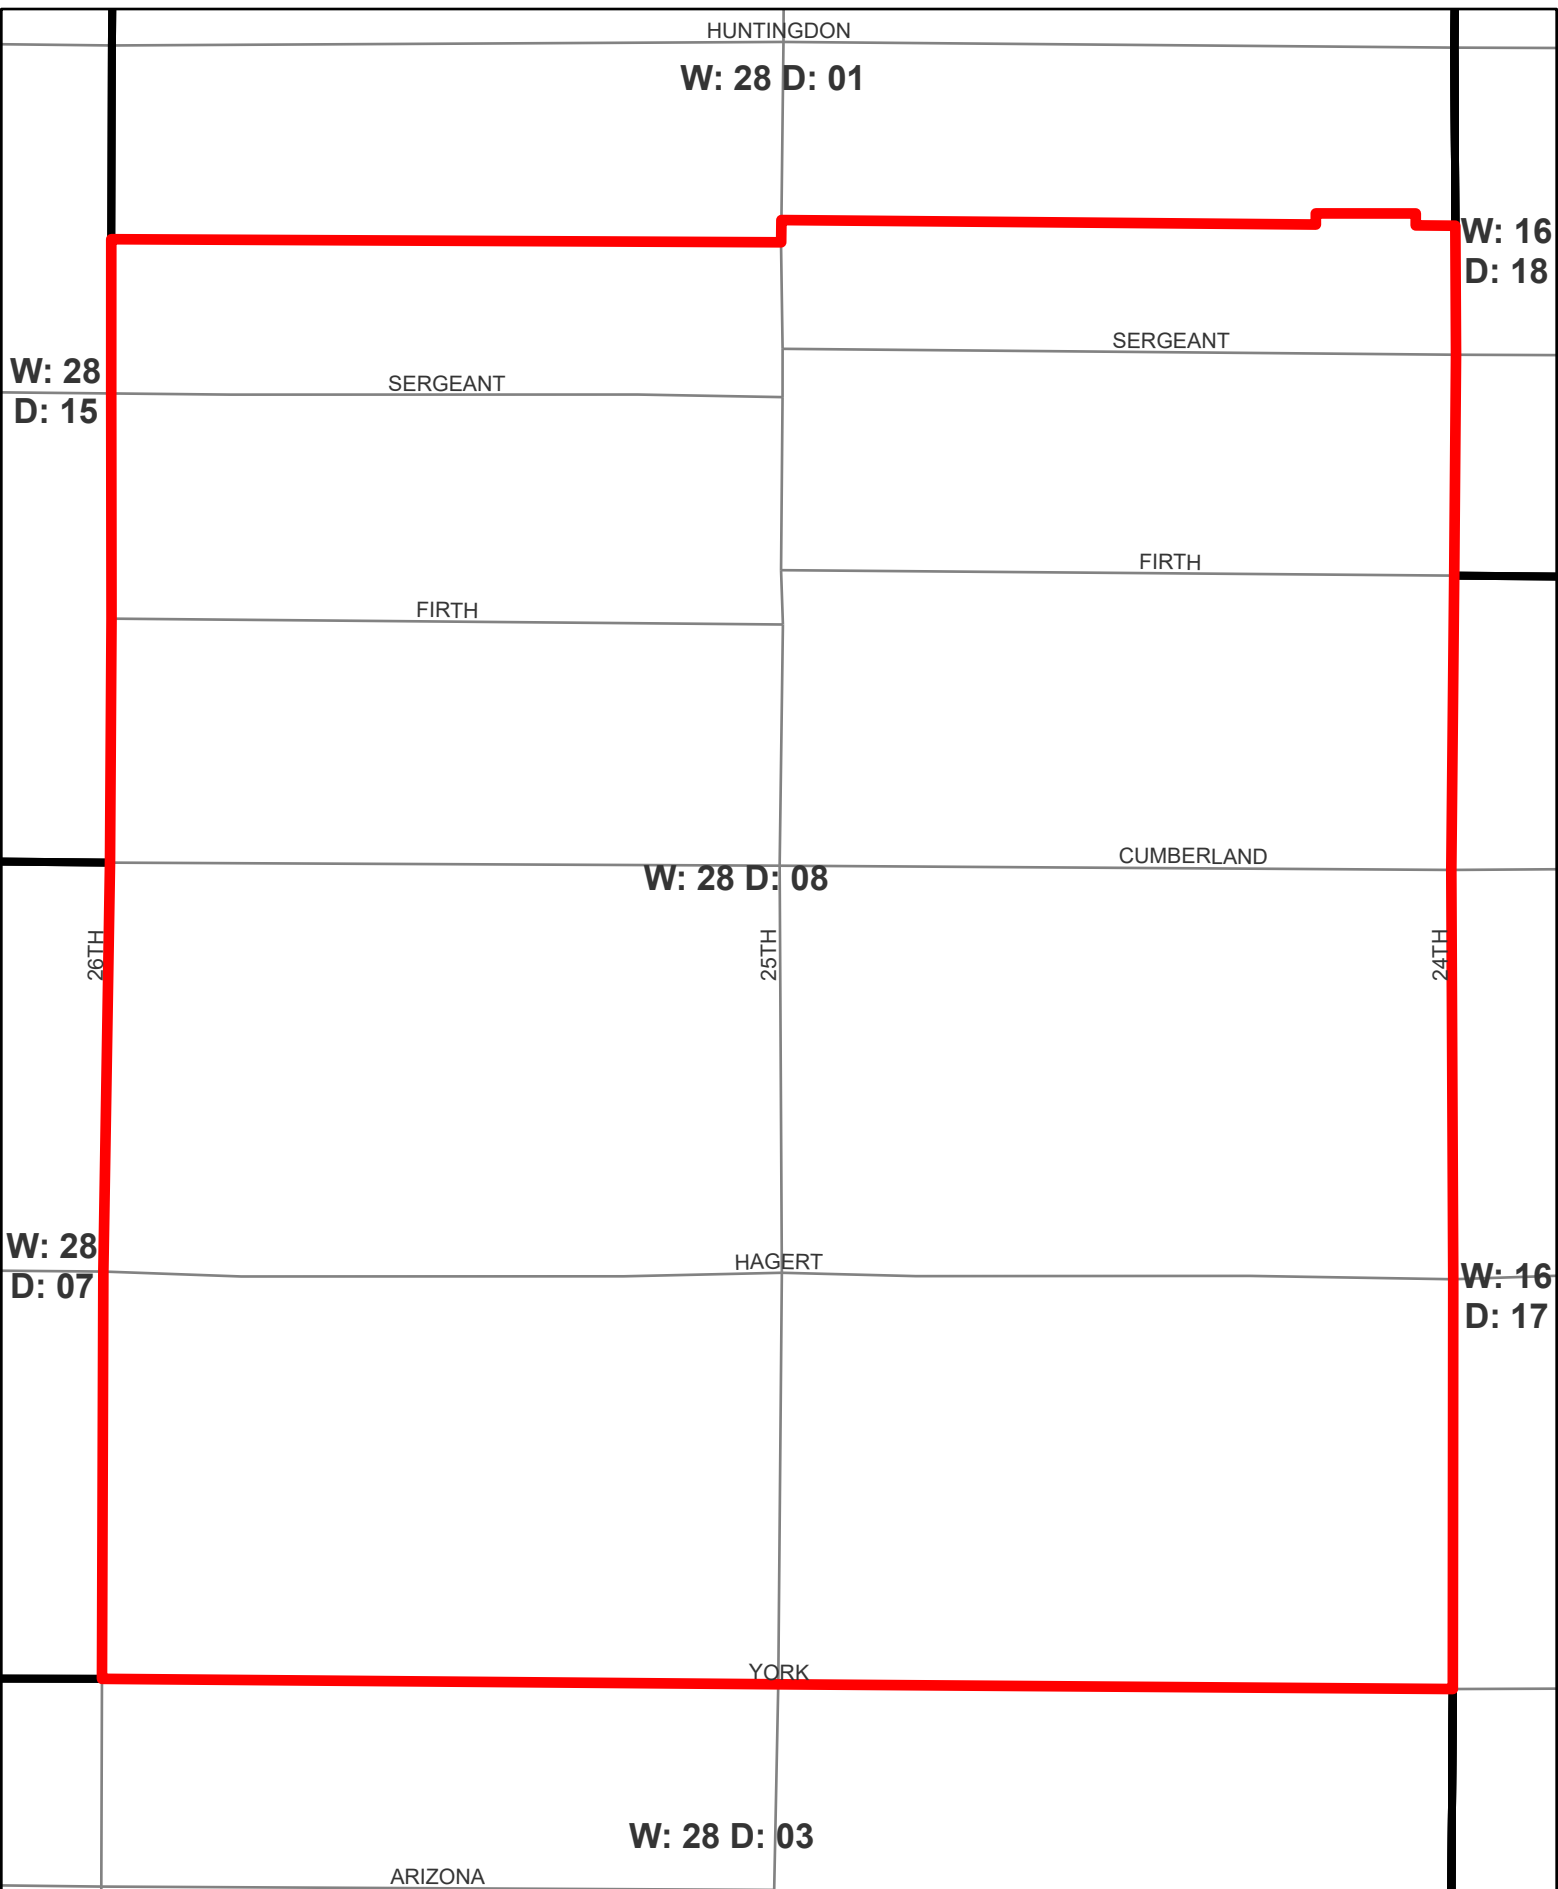 HUNTINGDON
W: 28 D: 01
W: 16
D: 18
SERGEANT
W: 28
D: 15
SERGEANT
FIRTH
FIRTH
CUMBERLAND
W: 28 D: 08
26TH
25TH
24TH
W: 28
D: 07
HAGERT
W: 16
D: 17
YORK
W: 28 D: 03
ARIZONA